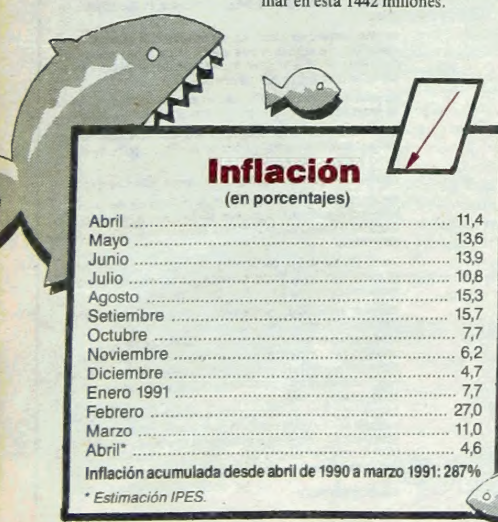 mar en esta 1442 millones.
Inflación
(en porcentajes)
Abril ........ 11,4
Mayo ........ 13,6
Junio ........ 13,9
Julio ........ 10,8
Agosto ........ 15,3
Setiembre ........ 15,7
Octubre ........ 7,7
Noviembre ........ 6,2
Diciembre ........ 4,7
Enero 1991 ........ 7,7
Febrero ........ 27,0
Marzo ........ 11,0
Abril* ........ 4,6
Inflación acumulada desde abril de 1990 a marzo 1991: 287%
* Estimación IPES.